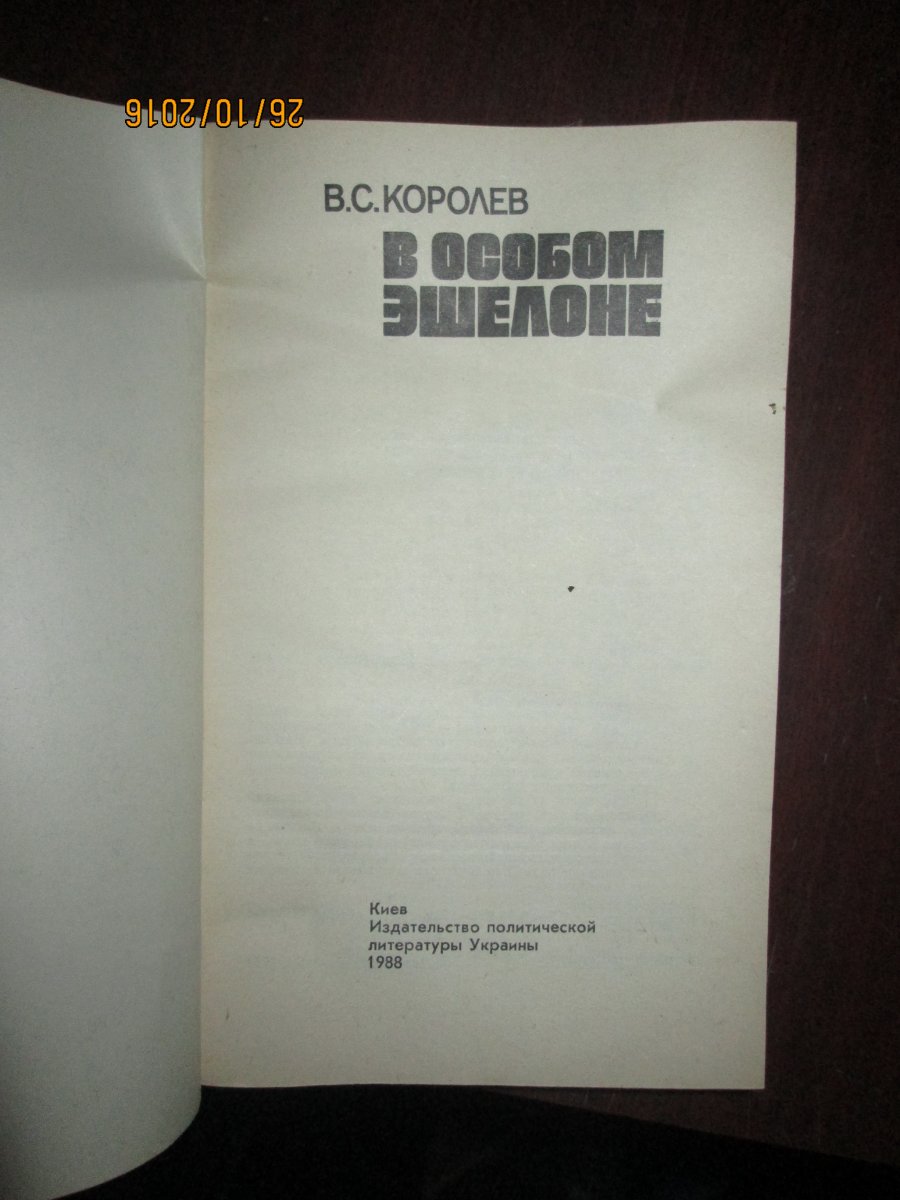 26/10/2016
В.С.КОРОЛЕВ
В ОСОБОМ
ЭШЕЛОНЕ
Киев
Издательство политической
литературы Украины
1988